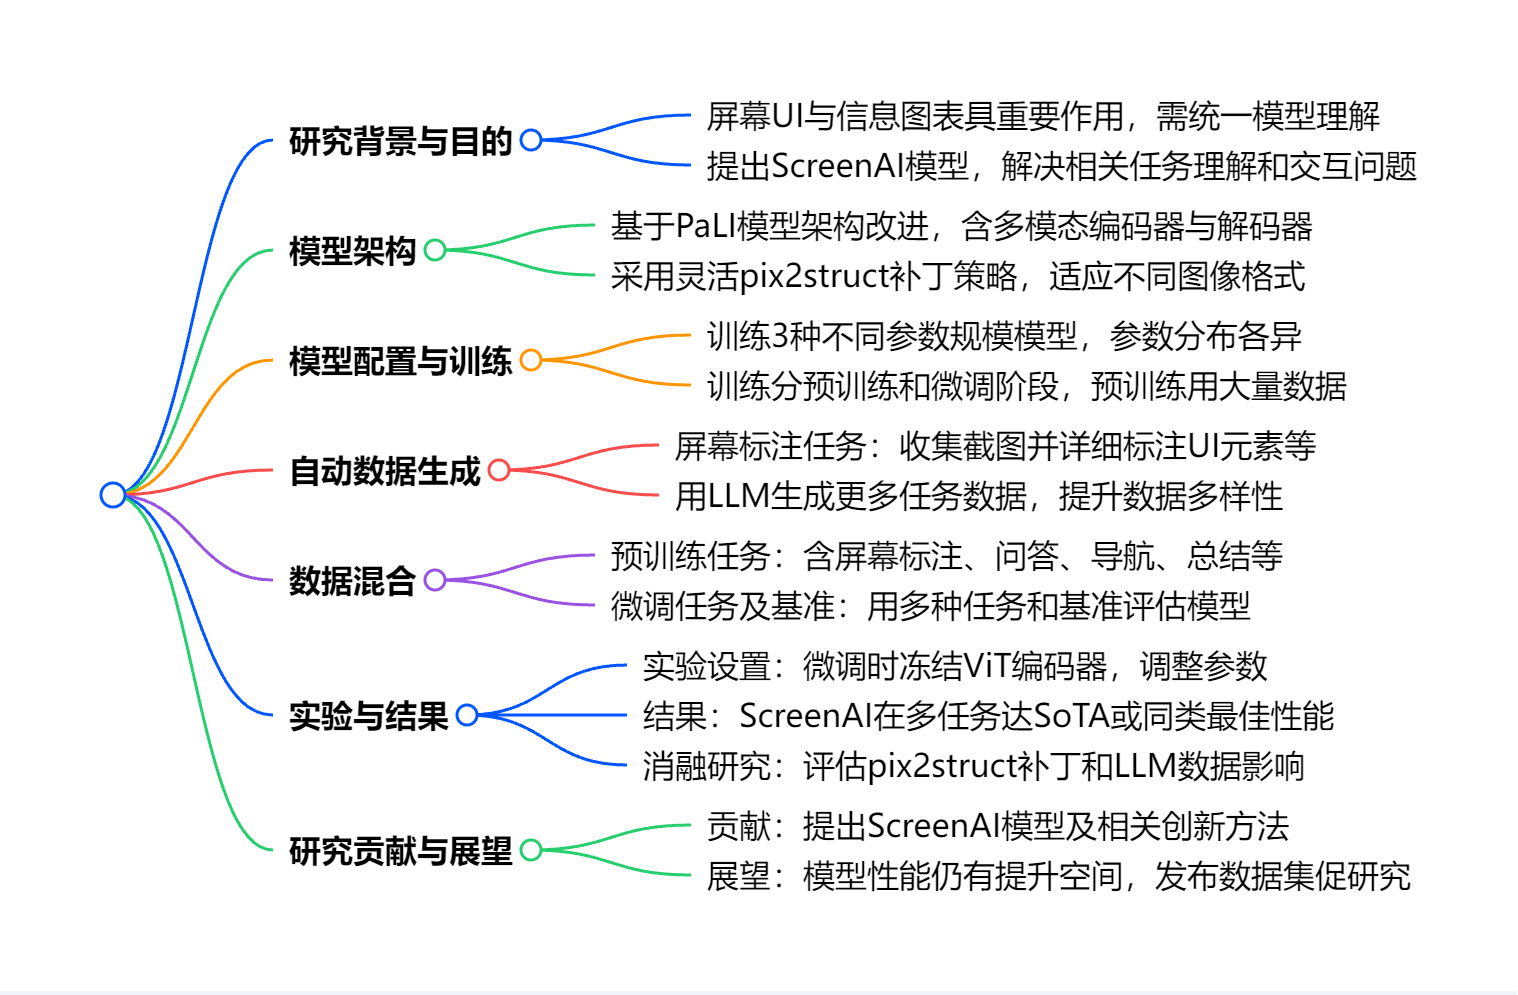 研究背景与目的
屏幕UI与信息图表具重要作用，需统一模型理解
提出ScreenAI模型，解决相关任务理解和交互问题
模型架构
基于PaLI模型架构改进，含多模态编码器与解码器
采用灵活pix2struct补丁策略，适应不同图像格式
模型配置与训练
训练3种不同参数规模模型，参数分布各异
训练分预训练和微调阶段，预训练用大量数据
自动数据生成
屏幕标注任务：收集截图并详细标注UI元素等
用LLM生成更多任务数据，提升数据多样性
数据混合
预训练任务：含屏幕标注、问答、导航、总结等
微调任务及基准：用多种任务和基准评估模型
实验与结果
实验设置：微调时冻结ViT编码器，调整参数
结果：ScreenAI在多任务达SoTA或同类最佳性能
消融研究：评估pix2struct补丁和LLM数据影响
研究贡献与展望
贡献：提出ScreenAI模型及相关创新方法
展望：模型性能仍有提升空间，发布数据集促研究